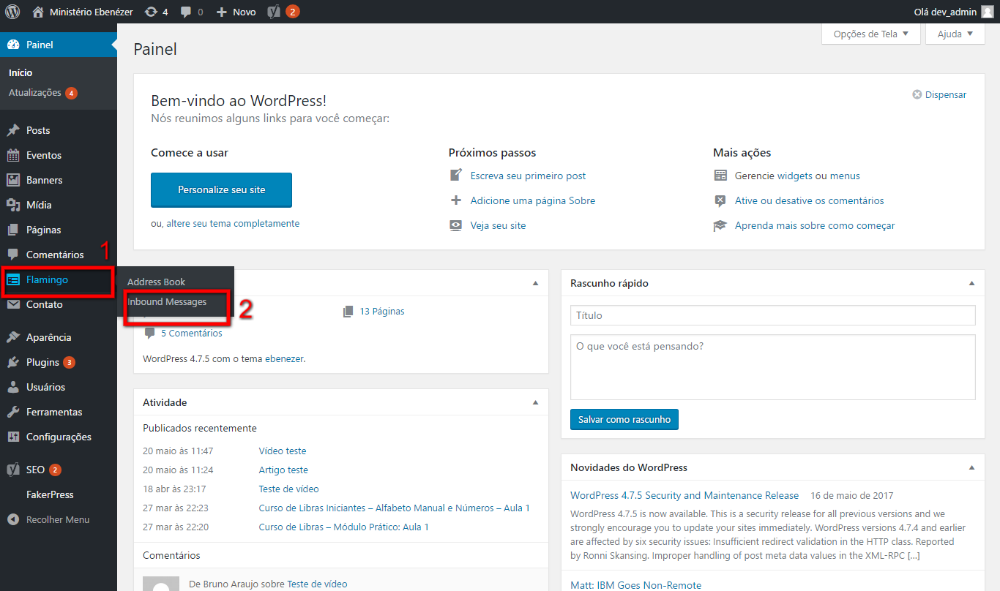 Ministério Ebenézer 4 0 Novo 2 Olá dev_admin
Painel
Início
Atualizações 4
Posts
Eventos
Banners
Mídia
Páginas
Comentários
1
Flamingo
Contato
Aparência
Plugins 3
Usuários
Ferramentas
Configurações
SEO 2
FakerPress
Recolher Menu
Address Book
Inbound Messages
2
Painel
Opções de Tela
Ajuda
Bem-vindo ao WordPress!
Dispensar
Nós reunimos alguns links para você começar:
Comece a usar
Personalize seu site
ou, altere seu tema completamente
Próximos passos
Escreva seu primeiro post
Adicione uma página Sobre
Veja seu site
Mais ações
Gerencie widgets ou menus
Ative ou desative os comentários
Aprenda mais sobre como começar
13 Páginas
5 Comentários
WordPress 4.7.5 com o tema ebenezer.
Atividade
Publicados recentemente
20 maio às 11:47 Vídeo teste
20 maio às 11:24 Artigo teste
18 abr às 23:17 Teste de vídeo
27 mar às 22:23 Curso de Libras Iniciantes – Alfabeto Manual e Números – Aula 1
27 mar às 22:20 Curso de Libras – Módulo Prático: Aula 1
Comentários
De Bruno Araujo sobre Teste de vídeo
Rascunho rápido
Título
O que você está pensando?
Salvar como rascunho
Novidades do WordPress
WordPress 4.7.5 Security and Maintenance Release 16 de maio de 2017
WordPress 4.7.5 is now available. This is a security release for all previous versions and we
strongly encourage you to update your sites immediately. WordPress versions 4.7.4 and earlier
are affected by six security issues: Insufficient redirect validation in the HTTP class. Reported
by Ronni Skansing. Improper handling of post meta data values in the XML-RPC [...]
Matt: IBM Goes Non-Remote